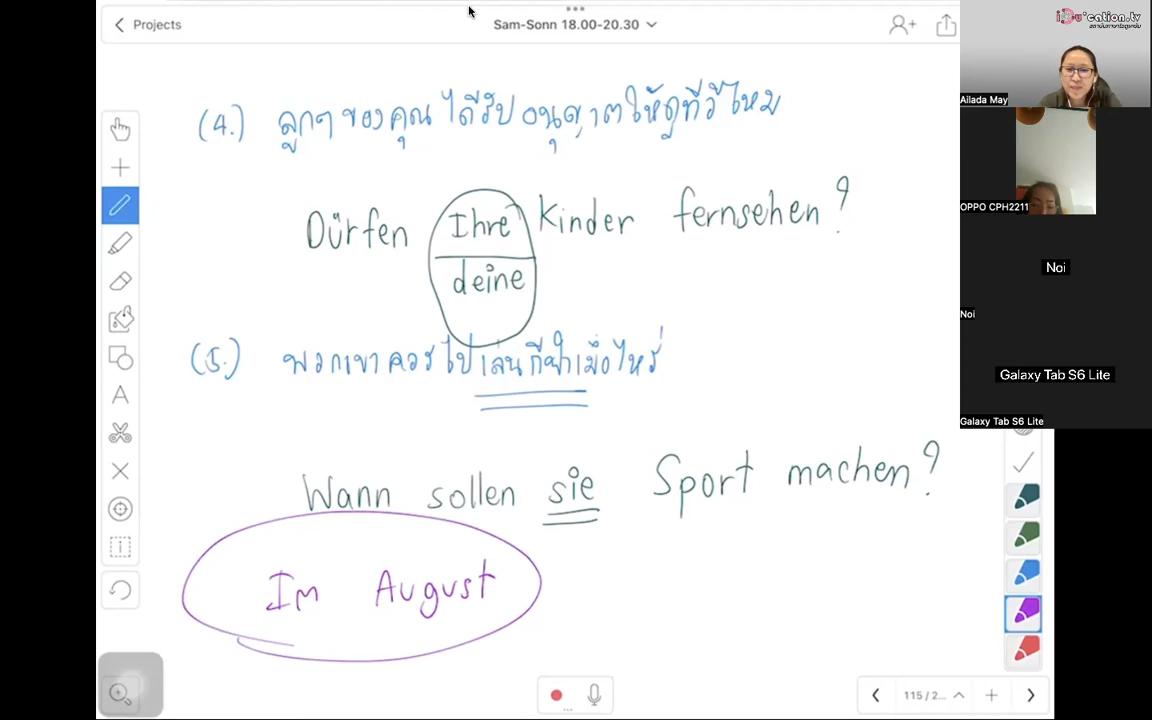 Projects
Sam-Sonn 18.00-20.30
Ailada May
OPPO CPH2211
Noi
Noi
Galaxy Tab S6 Lite
Galaxy Tab S6 Lite
(4.) ลูกๆ ของคุณ ได้รับ อนุญาตให้ดูทีวีไหม
Dürfen Ihre Kinder fernsehen?
deine
(5.) พวกเขาควรไปเล่นกีฬาเมื่อไหร่
Wann sollen sie Sport machen?
Im August
115/2...